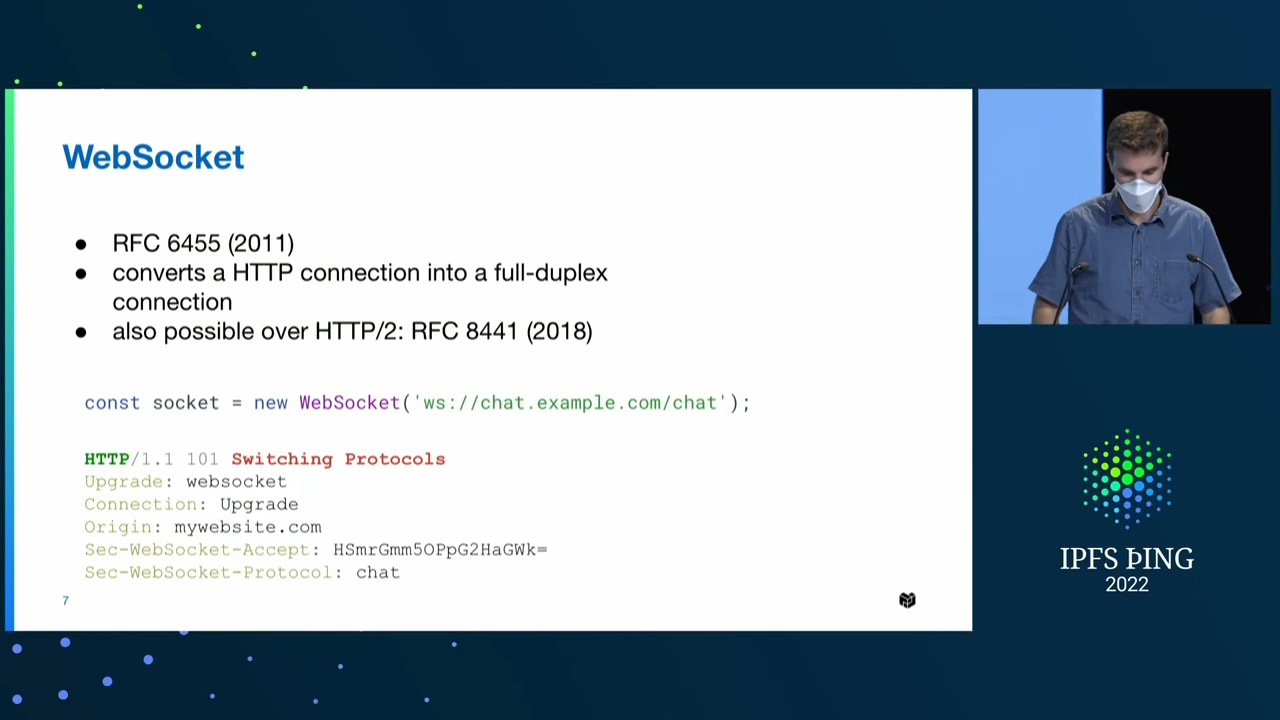 WebSocket
● RFC 6455 (2011)
● converts a HTTP connection into a full-duplex
connection
● also possible over HTTP/2: RFC 8441 (2018)
const socket = new WebSocket('ws://chat.example.com/chat');
HTTP/1.1 101 Switching Protocols
Upgrade: websocket
Connection: Upgrade
Origin: mywebsite.com
Sec-WebSocket-Accept: HSmrGmm5OPpG2HaGWk=
Sec-WebSocket-Protocol: chat
7
IPFS ÞING
2022